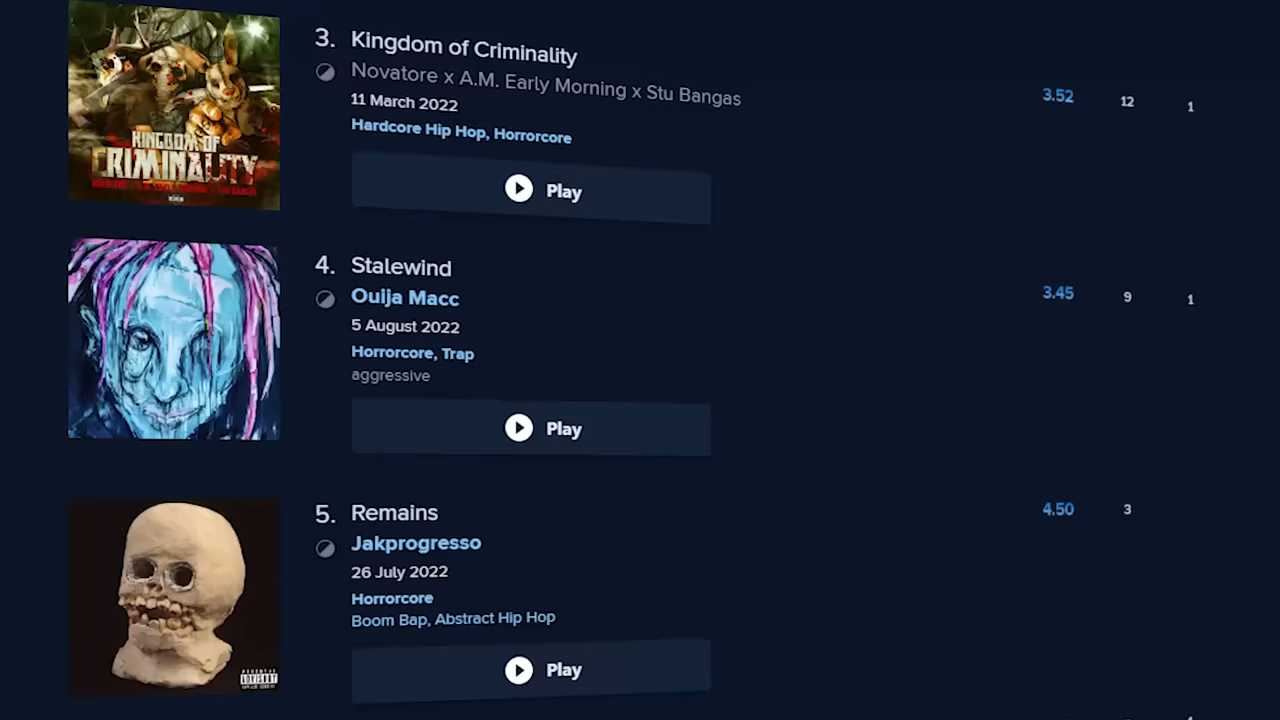 3. Kingdom of Criminality
Novatore x A.M. Early Morning x Stu Bangas
11 March 2022
Hardcore Hip Hop, Horrorcore
3.52 12 1
Play
KINGDOM OF
CRIMINALITY
4. Stalewind
Ouija Macc
5 August 2022
Horrorcore, Trap
aggressive
3.45 9 1
Play
5. Remains
Jakprogresso
26 July 2022
Horrorcore
Boom Bap, Abstract Hip Hop
4.50 3
Play
PARENTAL
ADVISORY